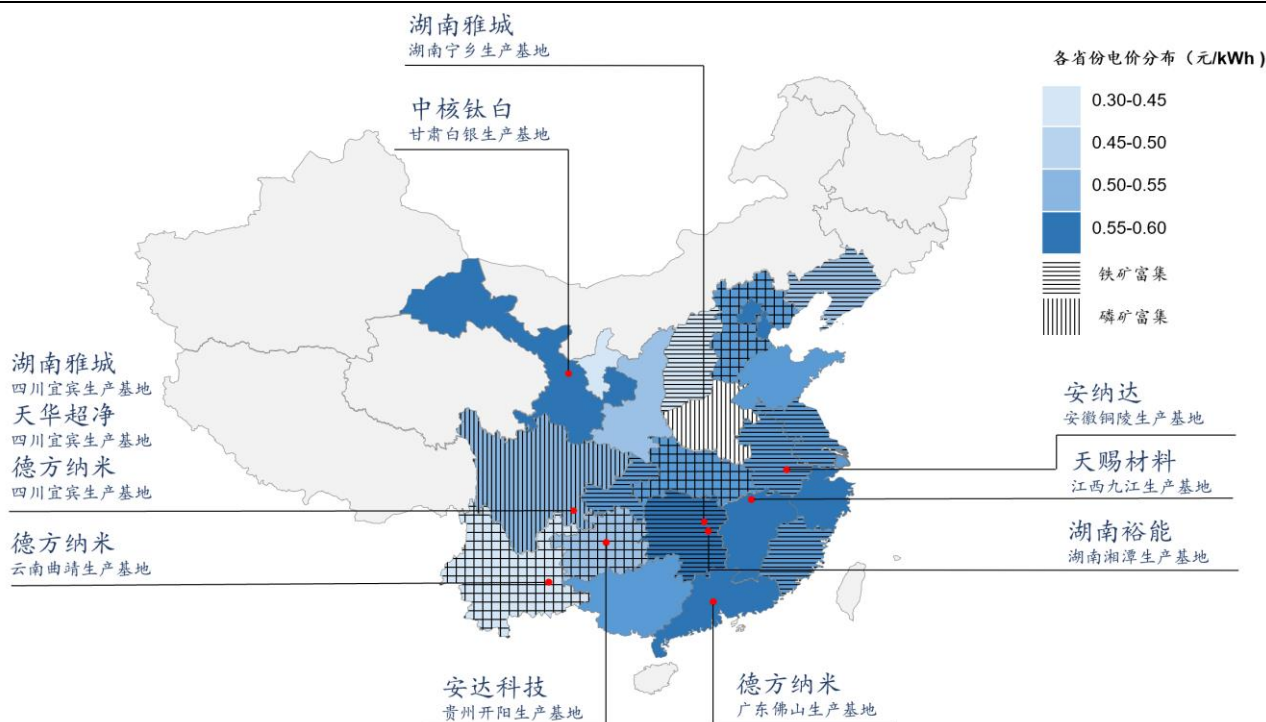 湖南雅城
湖南宁乡生产基地
中核钛白
甘肃白银生产基地
各省份电价分布（元/kWh）
0.30-0.45
0.45-0.50
0.50-0.55
0.55-0.60
铁矿富集
磷矿富集
湖南雅城
四川宜宾生产基地
天华超净
四川宜宾生产基地
德方纳米
四川宜宾生产基地
德方纳米
云南曲靖生产基地
安纳达
安徽铜陵生产基地
天赐材料
江西九江生产基地
湖南裕能
湖南湘潭生产基地
安达科技
贵州开阳生产基地
德方纳米
广东佛山生产基地